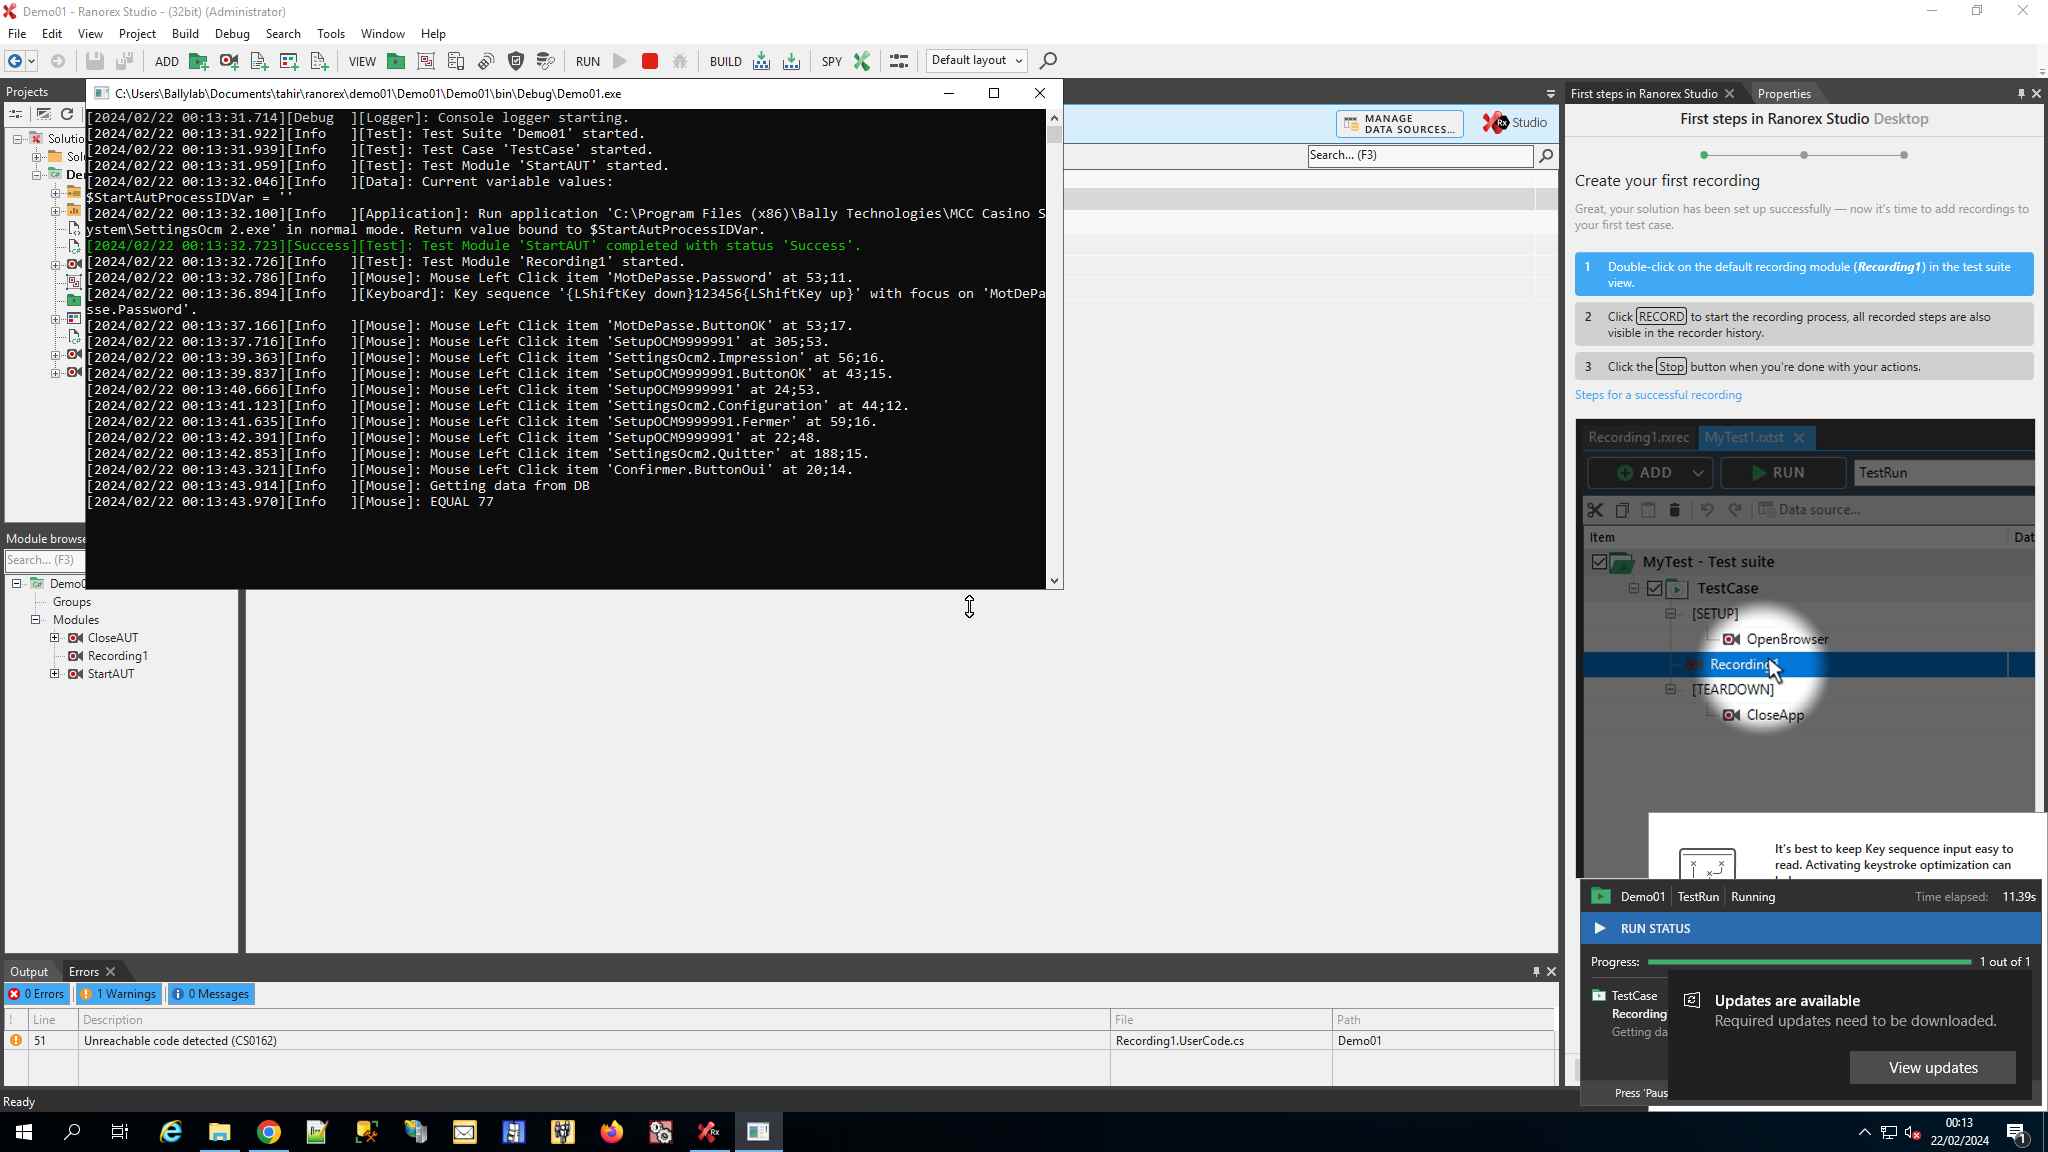 Demo01 - Ranorex Studio - (32bit) (Administrator)
File Edit View Project Build Debug Search Tools Window Help
ADD VIEW RUN BUILD SPY Default layout
Projects
C:\Users\Ballylab\Documents\tahir\ranorex\demo01\Demo01\Demo01\bin\Debug\Demo01.exe
[2024/02/22 00:13:31.714][Debug  ][Logger]: Console logger starting.
[2024/02/22 00:13:31.922][Info   ][Test]: Test Suite 'Demo01' started.
[2024/02/22 00:13:31.939][Info   ][Test]: Test Case 'TestCase' started.
[2024/02/22 00:13:31.959][Info   ][Test]: Test Module 'StartAUT' started.
[2024/02/22 00:13:32.046][Info   ][Data]: Current variable values:
$StartAutProcessIDVar = ''
[2024/02/22 00:13:32.100][Info   ][Application]: Run application 'C:\Program Files (x86)\Bally Technologies\MCC Casino S
ystem\SettingsOcm 2.exe' in normal mode. Return value bound to $StartAutProcessIDVar.
[2024/02/22 00:13:32.723][Success][Test]: Test Module 'StartAUT' completed with status 'Success'.
[2024/02/22 00:13:32.726][Info   ][Test]: Test Module 'Recording1' started.
[2024/02/22 00:13:32.786][Info   ][Mouse]: Mouse Left Click item 'MotDePasse.Password' at 53;11.
[2024/02/22 00:13:36.894][Info   ][Keyboard]: Key sequence '{LShiftKey down}123456{LShiftKey up}' with focus on 'MotDePa
sse.Password'.
[2024/02/22 00:13:37.166][Info   ][Mouse]: Mouse Left Click item 'MotDePasse.ButtonOK' at 53;17.
[2024/02/22 00:13:37.716][Info   ][Mouse]: Mouse Left Click item 'SetupOCM9999991' at 305;53.
[2024/02/22 00:13:39.363][Info   ][Mouse]: Mouse Left Click item 'SettingsOcm2.Impression' at 56;16.
[2024/02/22 00:13:39.837][Info   ][Mouse]: Mouse Left Click item 'SetupOCM9999991.ButtonOK' at 43;15.
[2024/02/22 00:13:40.666][Info   ][Mouse]: Mouse Left Click item 'SetupOCM9999991' at 24;53.
[2024/02/22 00:13:41.123][Info   ][Mouse]: Mouse Left Click item 'SettingsOcm2.Configuration' at 44;12.
[2024/02/22 00:13:41.635][Info   ][Mouse]: Mouse Left Click item 'SetupOCM9999991.Fermer' at 59;16.
[2024/02/22 00:13:42.391][Info   ][Mouse]: Mouse Left Click item 'SetupOCM9999991' at 22;48.
[2024/02/22 00:13:42.853][Info   ][Mouse]: Mouse Left Click item 'SettingsOcm2.Quitter' at 188;15.
[2024/02/22 00:13:43.321][Info   ][Mouse]: Mouse Left Click item 'Confirmer.ButtonOui' at 20;14.
[2024/02/22 00:13:43.914][Info   ][Mouse]: Getting data from DB
[2024/02/22 00:13:43.970][Info   ][Mouse]: EQUAL 77
Solutio
Sol
De
MANAGE
DATA SOURCES...
Studio
Search... (F3)
Module browse
Search... (F3)
Demo0
Groups
Modules
CloseAUT
Recording1
StartAUT
First steps in Ranorex Studio Properties
First steps in Ranorex Studio Desktop
Create your first recording
Great, your solution has been set up successfully — now it's time to add recordings to
your first test case.
1 Double-click on the default recording module (Recording1) in the test suite
view.
2 Click RECORD to start the recording process, all recorded steps are also
visible in the recorder history.
3 Click the Stop button when you're done with your actions.
Steps for a successful recording
Recording1.rxrec MyTest1.rxtst
ADD RUN TestRun
Data source...
Item Dat
MyTest - Test suite
TestCase
[SETUP]
OpenBrowser
Recording
[TEARDOWN]
CloseApp
It's best to keep Key sequence input easy to
read. Activating keystroke optimization can
Demo01 TestRun Running Time elapsed: 11.39s
RUN STATUS
Progress: 1 out of 1
TestCase
Recording
Getting da
Press 'Paus
Updates are available
Required updates need to be downloaded.
View updates
Output Errors
0 Errors 1 Warnings 0 Messages
! Line Description File Path
51 Unreachable code detected (CS0162) Recording1.UserCode.cs Demo01
Ready
00:13
22/02/2024
1